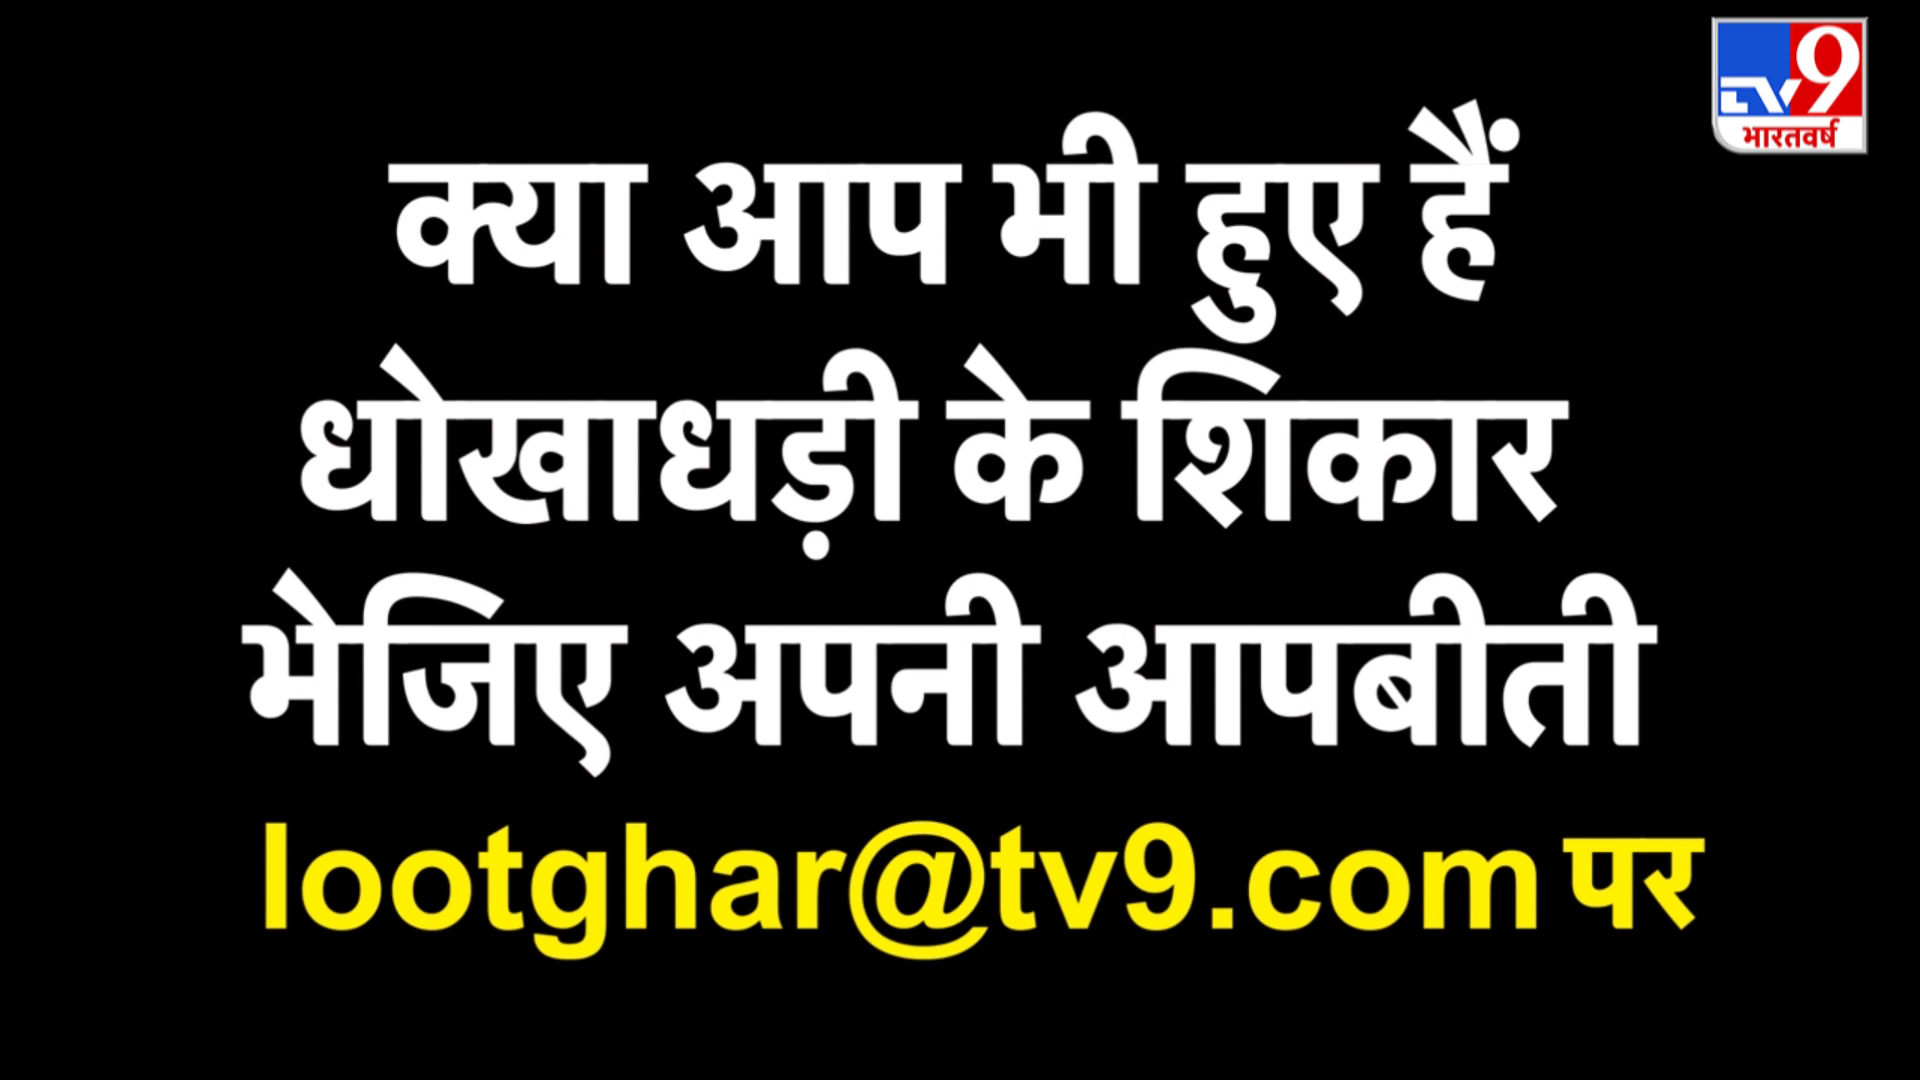 TV9
भारतवर्ष
क्या आप भी हुए हैं
धोखाधड़ी के शिकार
भेजिए अपनी आपबीती
lootghar@tv9.com पर